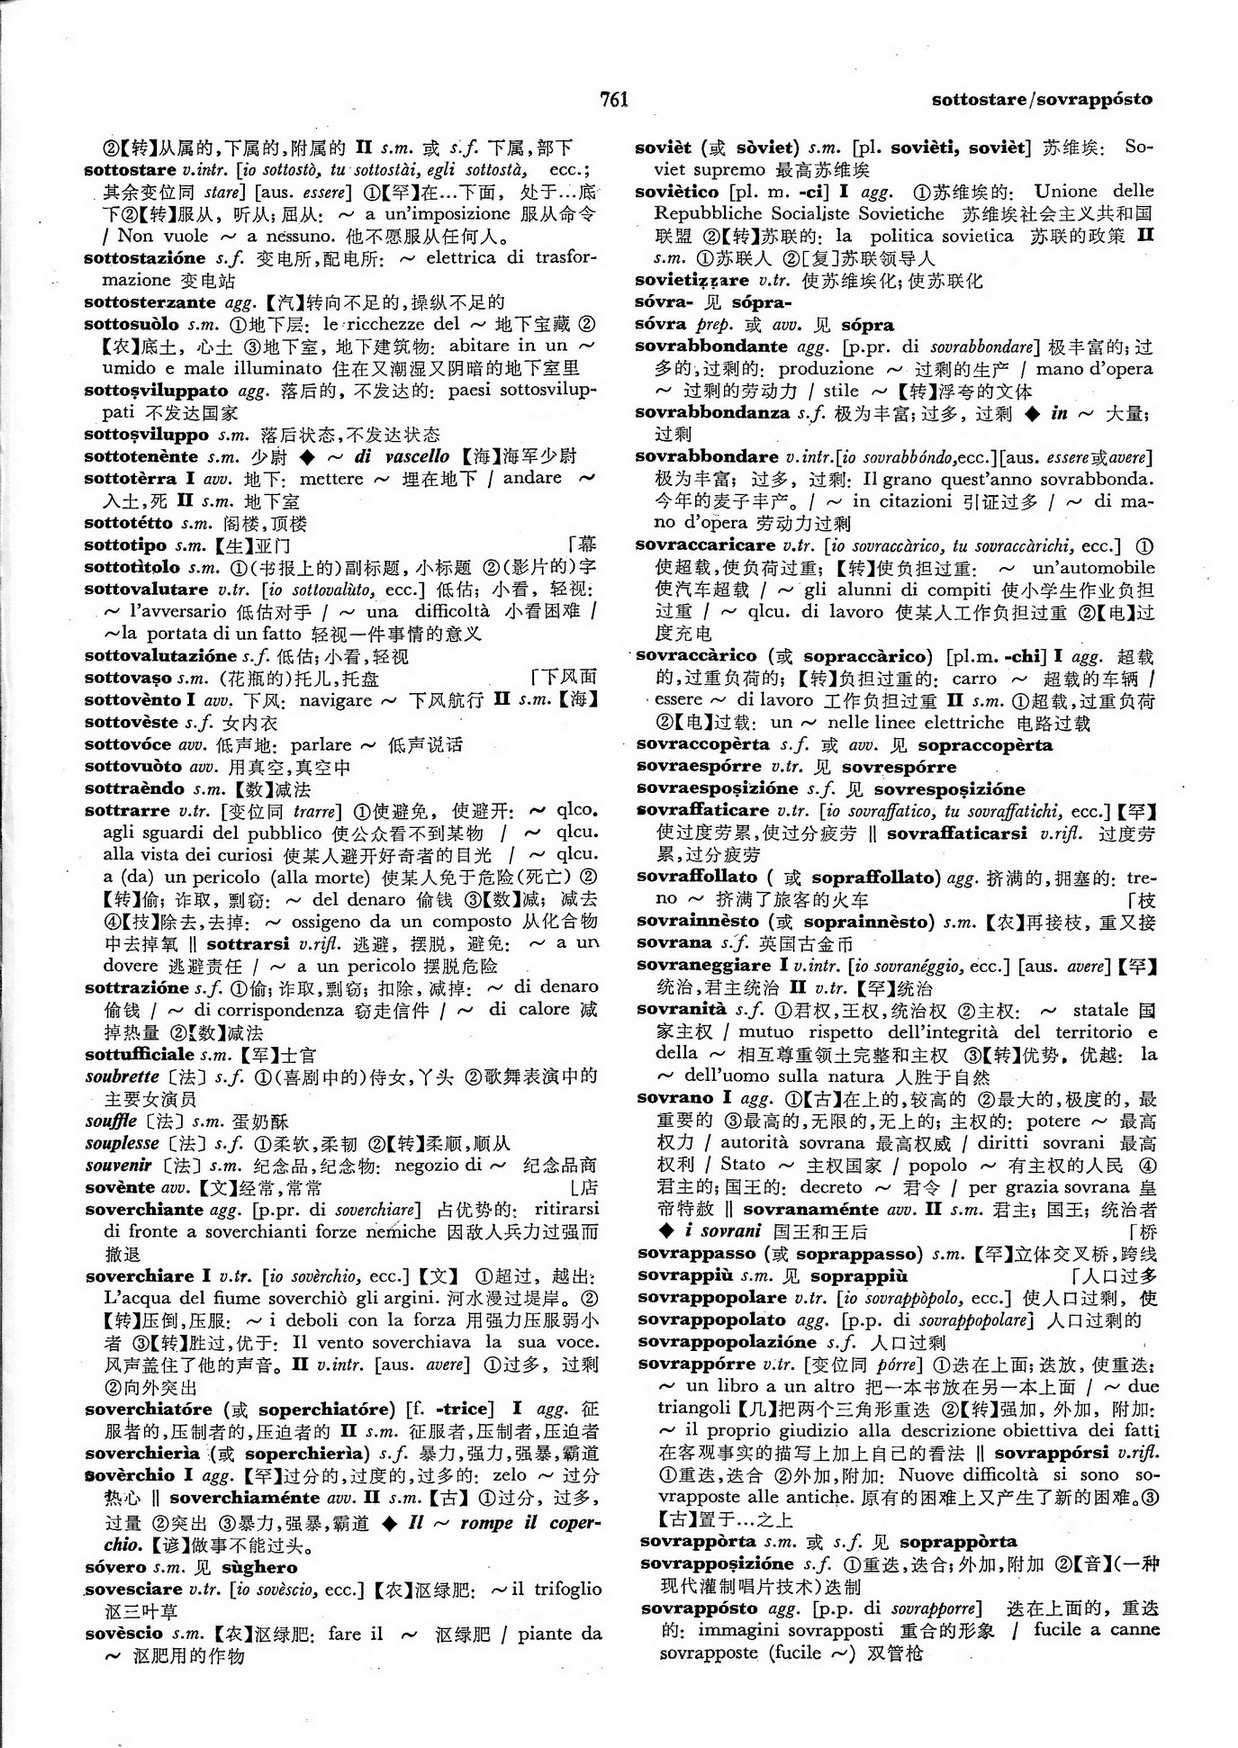 761
sottostare/sovrappósto
②【转】从属的,下属的,附属的 II s.m. 或 s.f. 下属,部下
sottostare v.intr. [io sottostò, tu sottostài, egli sottostà, ecc.;
其余变位同 stare] [aus. essere] ①【罕】在…下面, 处于…底
下②【转】服从, 听从; 屈从: ～ a un'imposizione 服从命令
/ Non vuole ～ a nessuno. 他不愿服从任何人。
sottostazióne s.f. 变电所,配电所: ～ elettrica di trasfor-
mazione 变电站
sottosterzante agg. 【汽】转向不足的,操纵不足的
sottosuòlo s.m. ①地下层: le ricchezze del ～ 地下宝藏 ②
【农】底土, 心土 ③地下室, 地下建筑物: abitare in un ～
umido e male illuminato 住在又潮湿又阴暗的地下室里
sottoṣviluppato agg. 落后的, 不发达的: paesi sottosvilup-
pati 不发达国家
sottoṣviluppo s.m. 落后状态,不发达状态
sottotenènte s.m. 少尉 ◆ ～ di vascello 【海】海军少尉
sottotèrra I avv. 地下: mettere ～ 埋在地下 / andare ～
入土,死 II s.m. 地下室
sottotétto s.m. 阁楼,顶楼
sottotipo s.m. 【生】亚门 「幕
sottotìtolo s.m. ①(书报上的)副标题, 小标题 ②(影片的)字
sottovalutare v.tr. [io sottovalùto, ecc.] 低估; 小看, 轻视:
～ l'avversario 低估对手 / ～ una difficoltà 小看困难 /
～la portata di un fatto 轻视一件事情的意义
sottovalutazióne s.f. 低估; 小看,轻视
sottovaṣo s.m. (花瓶的)托儿,托盘 「下风面
sottovènto I avv. 下风: navigare ～ 下风航行 II s.m. 【海】
sottovèste s.f. 女内衣
sottovóce avv. 低声地: parlare ～ 低声说话
sottovuòto avv. 用真空,真空中
sottraèndo s.m. 【数】减法
sottrarre v.tr. [变位同 trarre] ①使避免, 使避开: ～ qlco.
agli sguardi del pubblico 使公众看不到某物 / ～ qlcu.
alla vista dei curiosi 使某人避开好奇者的目光 / ～ qlcu.
a (da) un pericolo (alla morte) 使某人免于危险(死亡) ②
【转】偷; 诈取, 剽窃: ～ del denaro 偷钱 ③【数】减; 减去
④【技】除去,去掉: ～ ossigeno da un composto 从化合物
中去掉氧 ‖ sottrarsi v.rifl. 逃避, 摆脱, 避免: ～ a un
dovere 逃避责任 / ～ a un pericolo 摆脱危险
sottrazióne s.f. ①偷; 诈取,剽窃; 扣除, 减掉: ～ di denaro
偷钱 / ～ di corrispondenza 窃走信件 / ～ di calore 减
掉热量 ②【数】减法
sottufficiale s.m. 【军】士官
soubrette〔法〕s.f. ①(喜剧中的)侍女,丫头 ②歌舞表演中的
主要女演员
souffle〔法〕s.m. 蛋奶酥
souplesse〔法〕s.f. ①柔软,柔韧 ②【转】柔顺,顺从
souvenir〔法〕s.m. 纪念品,纪念物: negozio di ～ 纪念品商
sovènte avv. 【文】经常,常常 ⌊店
soverchiante agg. [p.pr. di soverchiare] 占优势的: ritirarsi
di fronte a soverchianti forze nemiche 因敌人兵力过强而
撤退
soverchiare I v.tr. [io sovèrchio, ecc.]【文】 ①超过, 越出:
L'acqua del fiume soverchiò gli argini. 河水漫过堤岸。②
【转】压倒,压服: ～ i deboli con la forza 用强力压服弱小
者 ③【转】胜过,优于: Il vento soverchiava la sua voce.
风声盖住了他的声音。II v.intr. [aus. avere] ①过多, 过剩
②向外突出
soverchiatóre (或 soperchiatóre) [f. -trice] I agg. 征
服者的,压制者的,压迫者的 II s.m. 征服者,压制者,压迫者
soverchierìa (或 soperchierìa) s.f. 暴力,强力,强暴,霸道
sovèrchio I agg. 【罕】过分的,过度的,过多的: zelo ～ 过分
热心 ‖ soverchiaménte avv. II s.m.【古】①过分, 过多,
过量 ②突出 ③暴力,强暴,霸道 ◆ Il ～ rompe il coper-
chio. 【谚】做事不能过头。
sóvero s.m. 见 sùghero
sovesciare v.tr. [io sovèscio, ecc.]【农】沤绿肥: ～il trifoglio
沤三叶草
sovèscio s.m. 【农】沤绿肥: fare il ～ 沤绿肥 / piante da
～ 沤肥用的作物
sovièt (或 sòviet) s.m. [pl. sovièti, sovièt] 苏维埃: So-
viet supremo 最高苏维埃
soviètico [pl. m. -ci] I agg. ①苏维埃的: Unione delle
Repubbliche Socialiste Sovietiche 苏维埃社会主义共和国
联盟 ②【转】苏联的: la politica sovietica 苏联的政策 II
s.m. ①苏联人 ②[复]苏联领导人
sovietiẓẓare v.tr. 使苏维埃化; 使苏联化
sóvra- 见 sópra-
sóvra prep. 或 avv. 见 sópra
sovrabbondante agg. [p.pr. di sovrabbondare] 极丰富的; 过
多的,过剩的: produzione ～ 过剩的生产 / mano d'opera
～ 过剩的劳动力 / stile ～ 【转】浮夸的文体
sovrabbondanza s.f. 极为丰富; 过多, 过剩 ◆ in ～ 大量;
过剩
sovrabbondare v.intr.[io sovrabbóndo,ecc.][aus. essere或avere]
极为丰富; 过多, 过剩: Il grano quest'anno sovrabbonda.
今年的麦子丰产。/ ～ in citazioni 引证过多 / ～ di ma-
no d'opera 劳动力过剩
sovraccaricare v.tr. [io sovraccàrico, tu sovraccàrichi, ecc.] ①
使超载,使负荷过重; 【转】使负担过重: ～ un'automobile
使汽车超载 / ～ gli alunni di compiti 使小学生作业负担
过重 / ～ qlcu. di lavoro 使某人工作负担过重 ②【电】过
度充电
sovraccàrico (或 sopraccàrico) [pl.m. -chi] I agg. 超载
的,过重负荷的; 【转】负担过重的: carro ～ 超载的车辆 /
essere ～ di lavoro 工作负担过重 II s.m. ①超载,过重负荷
②【电】过载: un ～ nelle linee elettriche 电路过载
sovraccopèrta s.f. 或 avv. 见 sopraccopèrta
sovraespórre v.tr. 见 sovrespórre
sovraesposizióne s.f. 见 sovresposizióne
sovraffaticare v.tr. [io sovraffatico, tu sovraffatichi, ecc.]【罕】
使过度劳累,使过分疲劳 ‖ sovraffaticarsi v.rifl. 过度劳
累,过分疲劳
sovraffollato ( 或 sopraffollato) agg. 挤满的,拥塞的: tre-
no ～ 挤满了旅客的火车 「枝
sovrainnèsto (或 soprainnèsto) s.m. 【农】再接枝, 重又接
sovrana s.f. 英国古金币
sovraneggiare I v.intr. [io sovranéggio, ecc.] [aus. avere]【罕】
统治,君主统治 II v.tr. 【罕】统治
sovranità s.f. ①君权,王权,统治权 ②主权: ～ statale 国
家主权 / mutuo rispetto dell'integrità del territorio e
della ～ 相互尊重领土完整和主权 ③【转】优势, 优越: la
～ dell'uomo sulla natura 人胜于自然
sovrano I agg. ①【古】在上的,较高的 ②最大的,极度的, 最
重要的 ③最高的,无限的,无上的; 主权的: potere ～ 最高
权力 / autorità sovrana 最高权威 / diritti sovrani 最高
权利 / Stato ～ 主权国家 / popolo ～ 有主权的人民 ④
君主的; 国王的: decreto ～ 君令 / per grazia sovrana 皇
帝特赦 ‖ sovranaménte avv. II s.m. 君主; 国王; 统治者
◆ i sovrani 国王和王后 「桥
sovrappasso (或 soprappasso) s.m. 【罕】立体交叉桥,跨线
sovrappiù s.m. 见 soprappiù 「人口过多
sovrappopolare v.tr. [io sovrappòpolo, ecc.] 使人口过剩, 使
sovrappopolato agg. [p.p. di sovrappopolare] 人口过剩的
sovrappopolazióne s.f. 人口过剩
sovrappórre v.tr. [变位同 pórre] ①迭在上面; 迭放, 使重迭:
～ un libro a un altro 把一本书放在另一本上面 / ～ due
triangoli【几】把两个三角形重迭 ②【转】强加, 外加, 附加:
～ il proprio giudizio alla descrizione obiettiva dei fatti
在客观事实的描写上加上自己的看法 ‖ sovrappórsi v.rifl.
①重迭,迭合 ②外加,附加: Nuove difficoltà si sono so-
vrapposte alle antiche. 原有的困难上又产生了新的困难。③
【古】置于…之上
sovrappòrta s.m. 或 s.f. 见 soprappòrta
sovrapposizióne s.f. ①重迭,迭合; 外加,附加 ②【音】(一种
现代灌制唱片技术)迭制
sovrappósto agg. [p.p. di sovrapporre] 迭在上面的, 重迭
的: immagini sovrapposti 重合的形象 / fucile a canne
sovrapposte (fucile ～) 双管枪